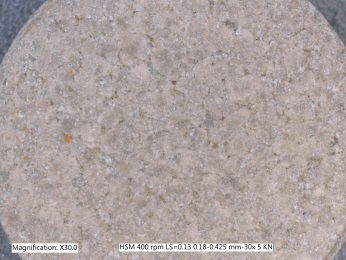 Magnification: X30.0
HSM 400 rpm LS=0.13 0.18-0.425 mm-30x 5 KN